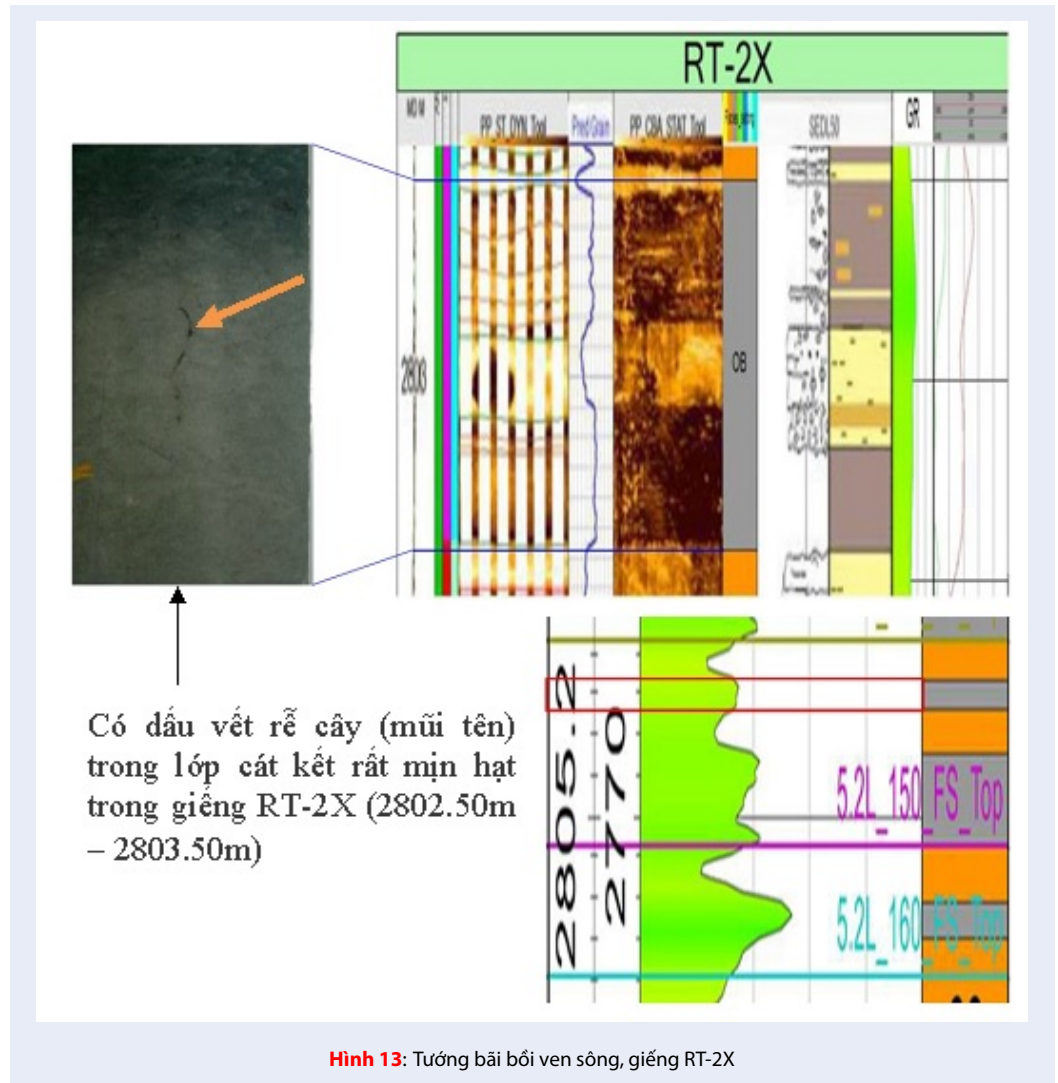 RT-2X
MD M
PP_ST_DYN_Tool
Pred/Grain
PP_CBA_STAT_Tool
SEDL50
GR
2803
OB
Có dấu vết rễ cây (mũi tên)
trong lớp cát kết rất mịn hạt
trong giếng RT-2X (2802.50m
– 2803.50m)
2805.2
2770
5.2L_150_FS_Top
5.2L_160_FS_Top
Hình 13: Tướng bãi bồi ven sông, giếng RT-2X